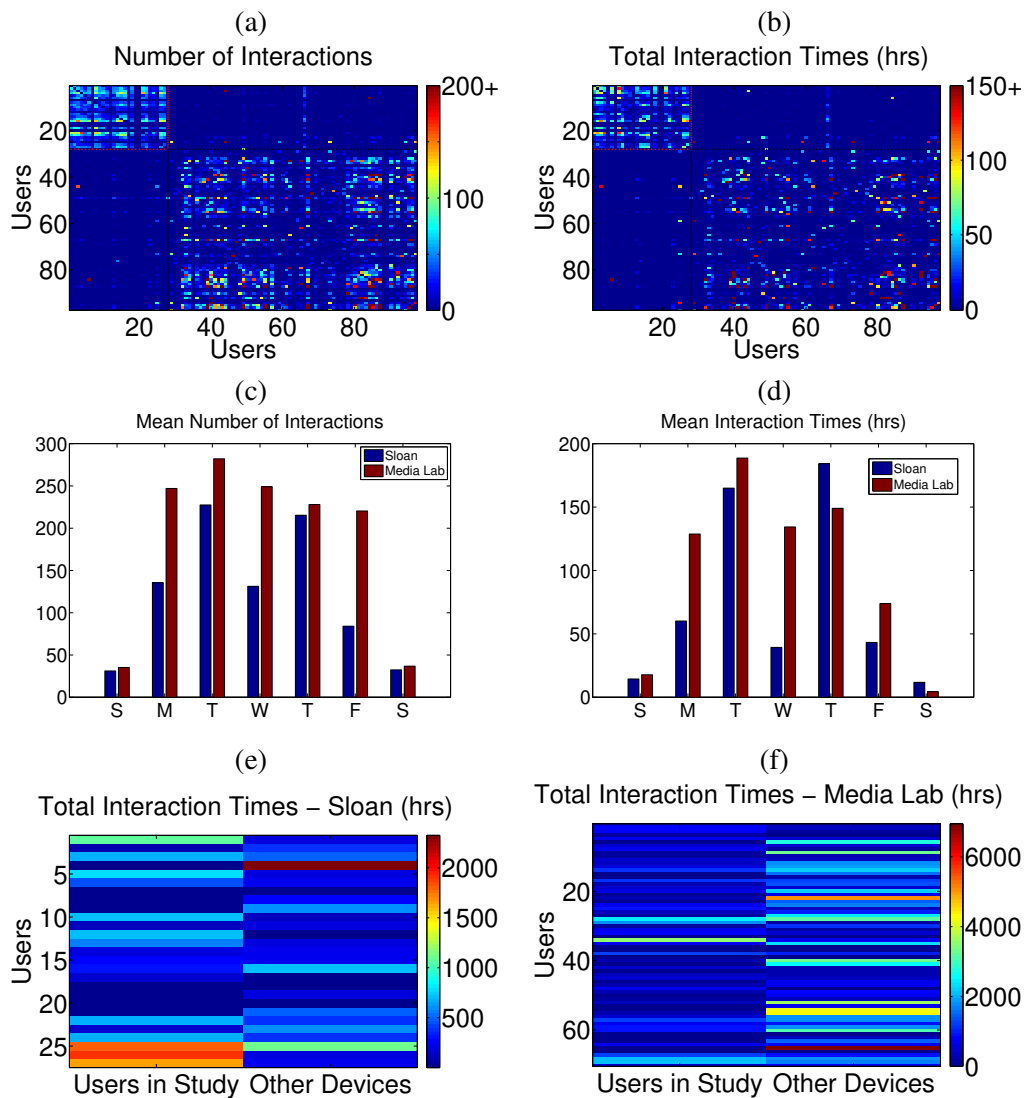 (a)
Number of Interactions
200+
100
0
20
40
60
80
Users
20 40 60 80
Users
(b)
Total Interaction Times (hrs)
150+
100
50
0
20
40
60
80
Users
20 40 60 80
Users
(c)
Mean Number of Interactions
300
250
200
150
100
50
0
Sloan
Media Lab
S M T W T F S
(d)
Mean Interaction Times (hrs)
200
150
100
50
0
Sloan
Media Lab
S M T W T F S
(e)
Total Interaction Times − Sloan (hrs)
5
10
15
20
25
Users
2000
1500
1000
500
Users in Study Other Devices
(f)
Total Interaction Times − Media Lab (hrs)
20
40
60
Users
6000
4000
2000
0
Users in Study Other Devices